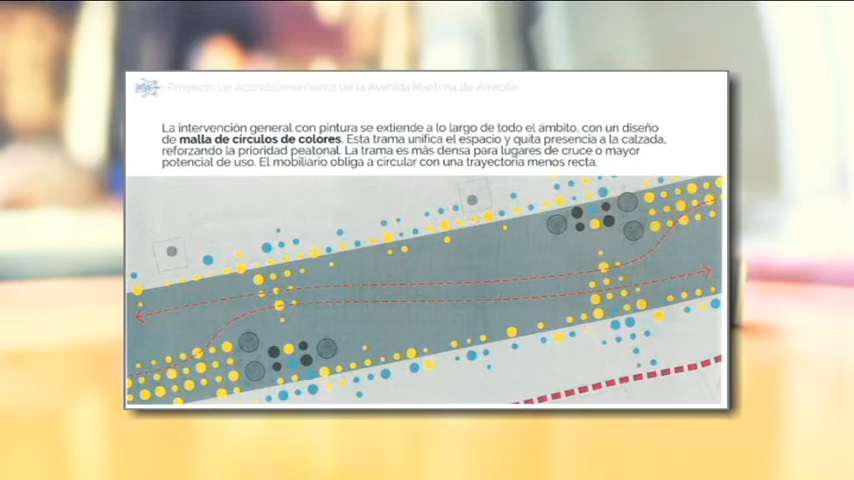 Proyecto de Acondicionamiento de la Avenida Marítima de Arrecife
La intervención general con pintura se extiende a lo largo de todo el ámbito, con un diseño
de malla de círculos de colores. Esta trama unifica el espacio y quita presencia a la calzada,
reforzando la prioridad peatonal. La trama es más densa para lugares de cruce o mayor
potencial de uso. El mobiliario obliga a circular con una trayectoria menos recta.